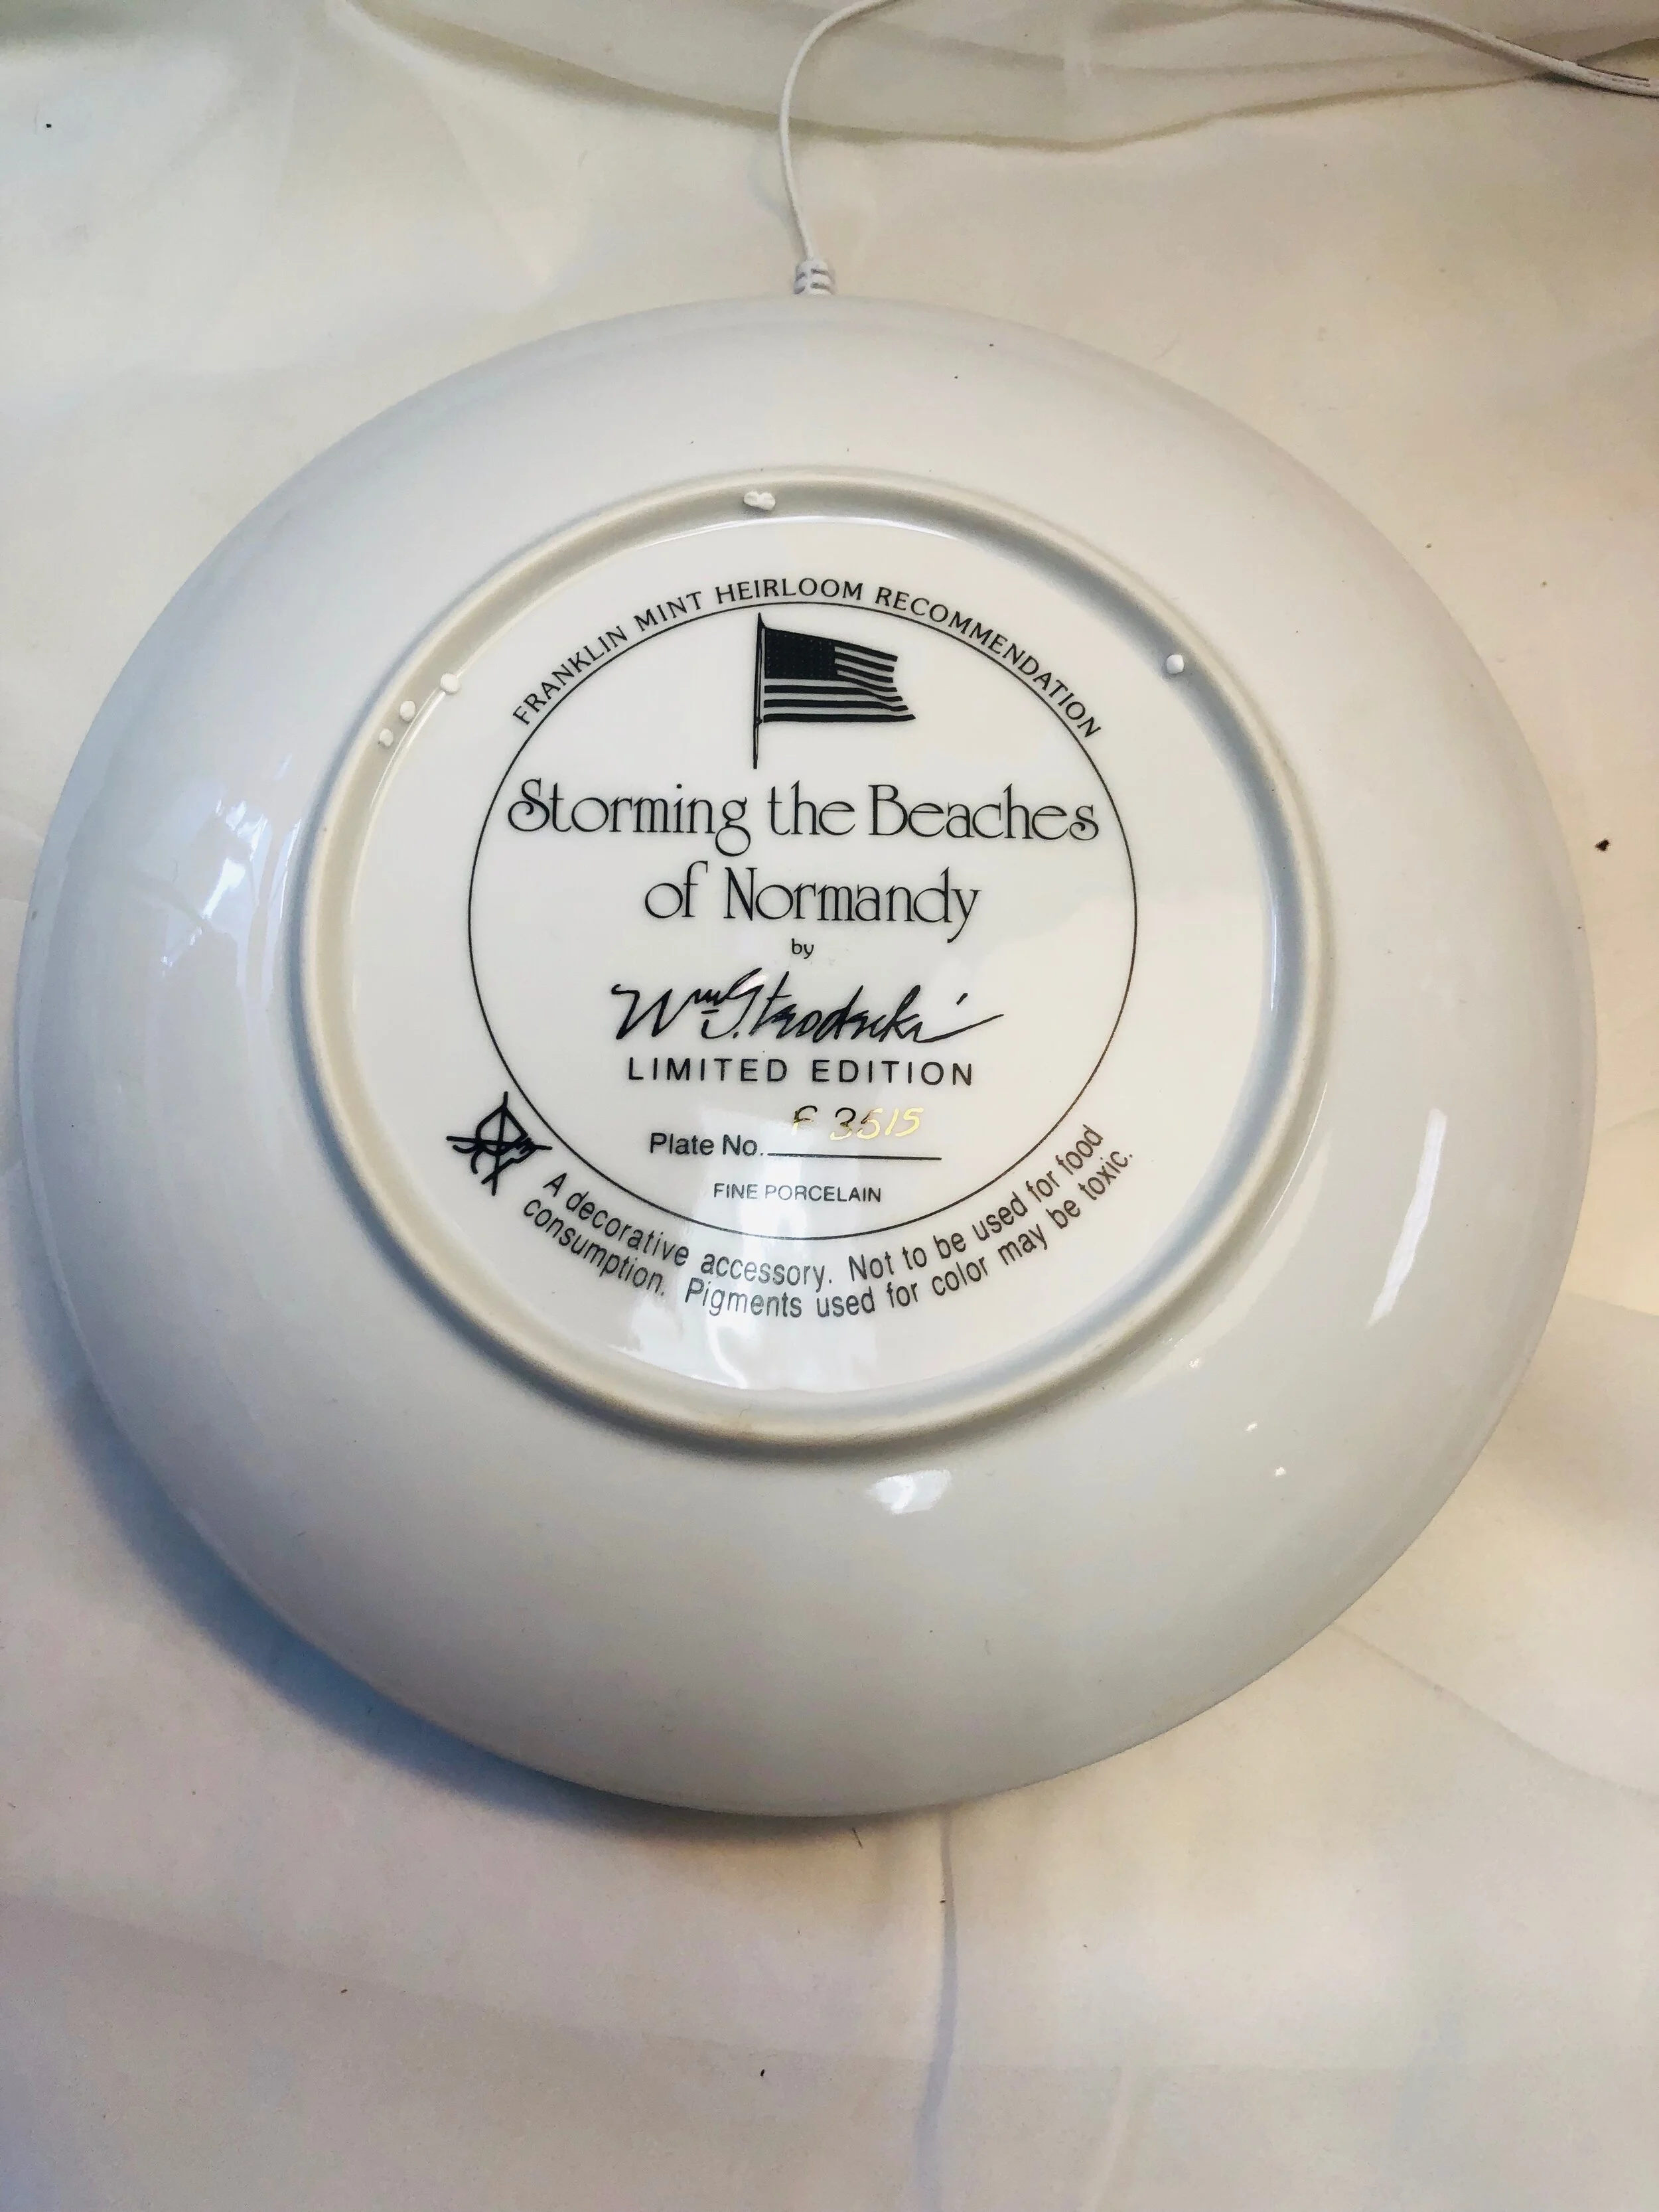 FRANKLIN MINT HEIRLOOM RECOMMENDATION
Storming the Beaches
of Normandy
by
LIMITED EDITION
Plate No. F 3515
FINE PORCELAIN
A decorative accessory. Not to be used for food
consumption. Pigments used for color may be toxic.